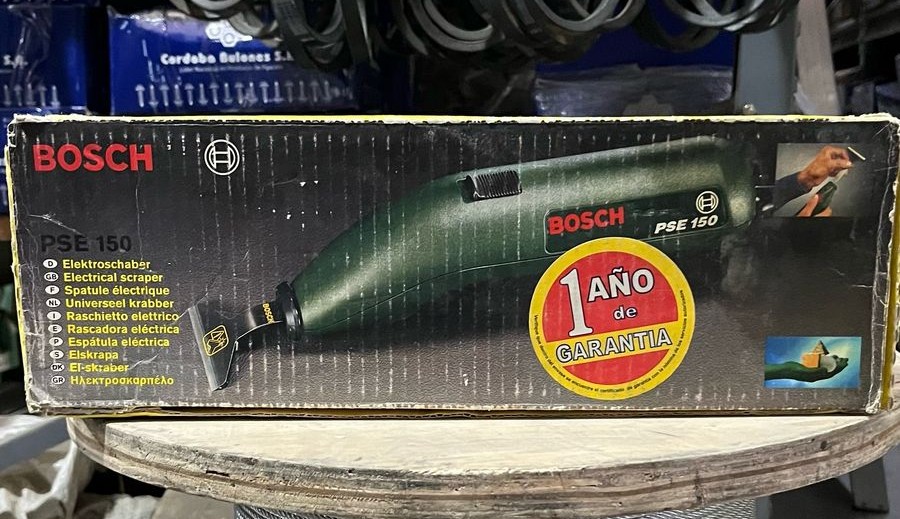 S.A.
Cordoba Bulones S.
BOSCH
PSE 150
D Elektroschaber
GB Electrical scraper
F Spatule électrique
NL Universeel krabber
I Raschietto elettrico
E Rascadora eléctrica
P Espátula eléctrica
S Elskrapa
DK El-skraber
GR Ηλεκτροσκαρπέλο
BOSCH
BOSCH
PSE 150
1 AÑO
de
GARANTIA